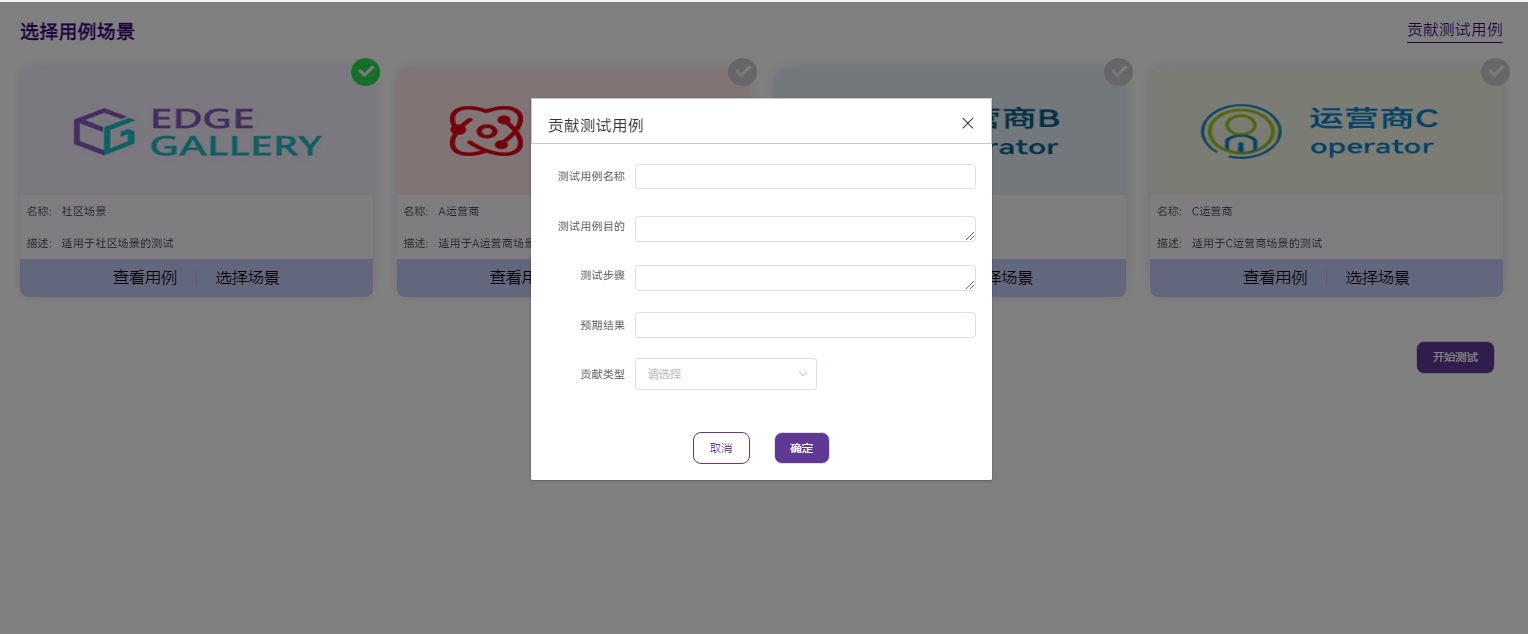 选择用例场景
贡献测试用例
EDGE
GALLERY
名称: 社区场景
描述: 适用于社区场景的测试
查看用例 选择场景
名称: A运营商
描述: 适用于A运营商场景
查看用
商B
rator
择场景
运营商C
operator
名称: C运营商
描述: 适用于C运营商场景的测试
查看用例 选择场景
开始测试
贡献测试用例
测试用例名称
测试用例目的
测试步骤
预期结果
贡献类型 请选择
取消 确定